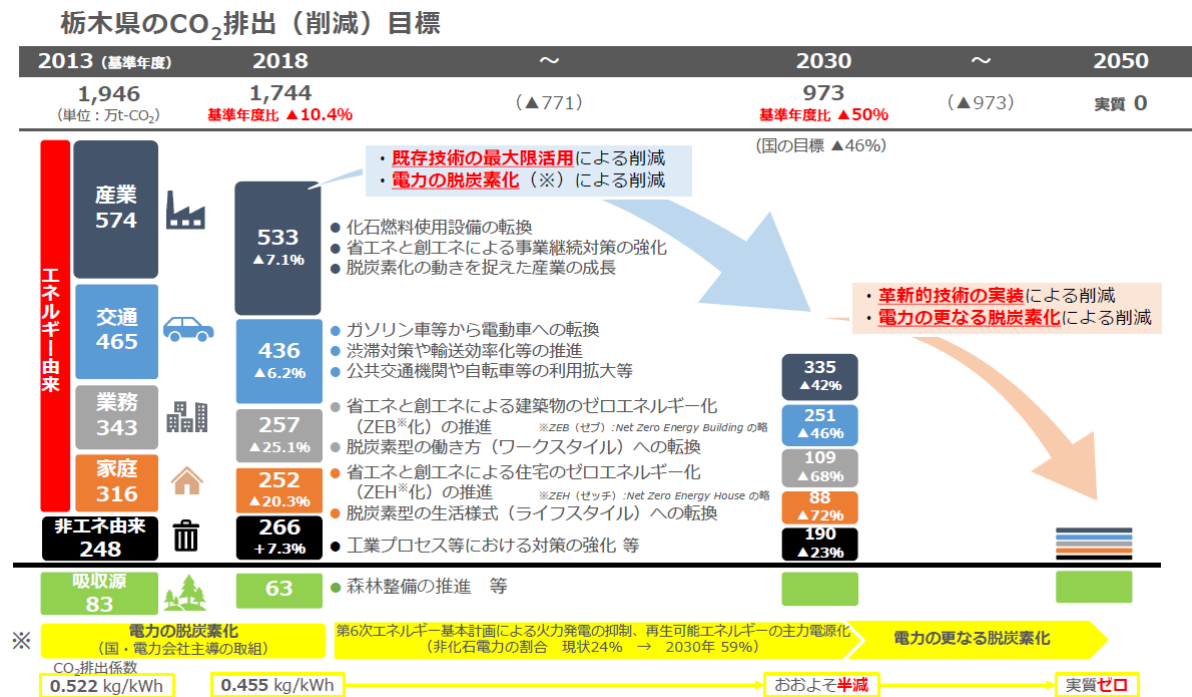 栃木県のCO₂排出（削減）目標
2013（基準年度） 2018 ～ 2030 ～ 2050
1,946 1,744 （▲771） 973 （▲973） 実質 0
（単位：万t-CO₂） 基準年度比 ▲10.4% 基準年度比 ▲50%
（国の目標 ▲46%）
・既存技術の最大限活用による削減
・電力の脱炭素化（※）による削減
エネルギー由来
産業
574
533
▲7.1%
● 化石燃料使用設備の転換
● 省エネと創エネによる事業継続対策の強化
● 脱炭素化の動きを捉えた産業の成長
・革新的技術の実装による削減
・電力の更なる脱炭素化による削減
交通
465
436
▲6.2%
● ガソリン車等から電動車への転換
● 渋滞対策や輸送効率化等の推進
● 公共交通機関や自転車等の利用拡大等
335
▲42%
251
▲46%
業務
343
257
▲25.1%
● 省エネと創エネによる建築物のゼロエネルギー化
（ZEB※化）の推進 ※ZEB（ゼブ）:Net Zero Energy Building の略
● 脱炭素型の働き方（ワークスタイル）への転換
109
▲68%
家庭
316
252
▲20.3%
● 省エネと創エネによる住宅のゼロエネルギー化
（ZEH※化）の推進 ※ZEH（ゼッチ）:Net Zero Energy House の略
● 脱炭素型の生活様式（ライフスタイル）への転換
88
▲72%
非エネ由来
248
266
+7.3%
● 工業プロセス等における対策の強化 等
190
▲23%
吸収源
83
63
● 森林整備の推進 等
※
電力の脱炭素化
（国・電力会社主導の取組）
第6次エネルギー基本計画による火力発電の抑制、再生可能エネルギーの主力電源化
（非化石電力の割合 現状24% → 2030年 59%）
電力の更なる脱炭素化
CO₂排出係数
0.522 kg/kWh 0.455 kg/kWh おおよそ半減 実質ゼロ